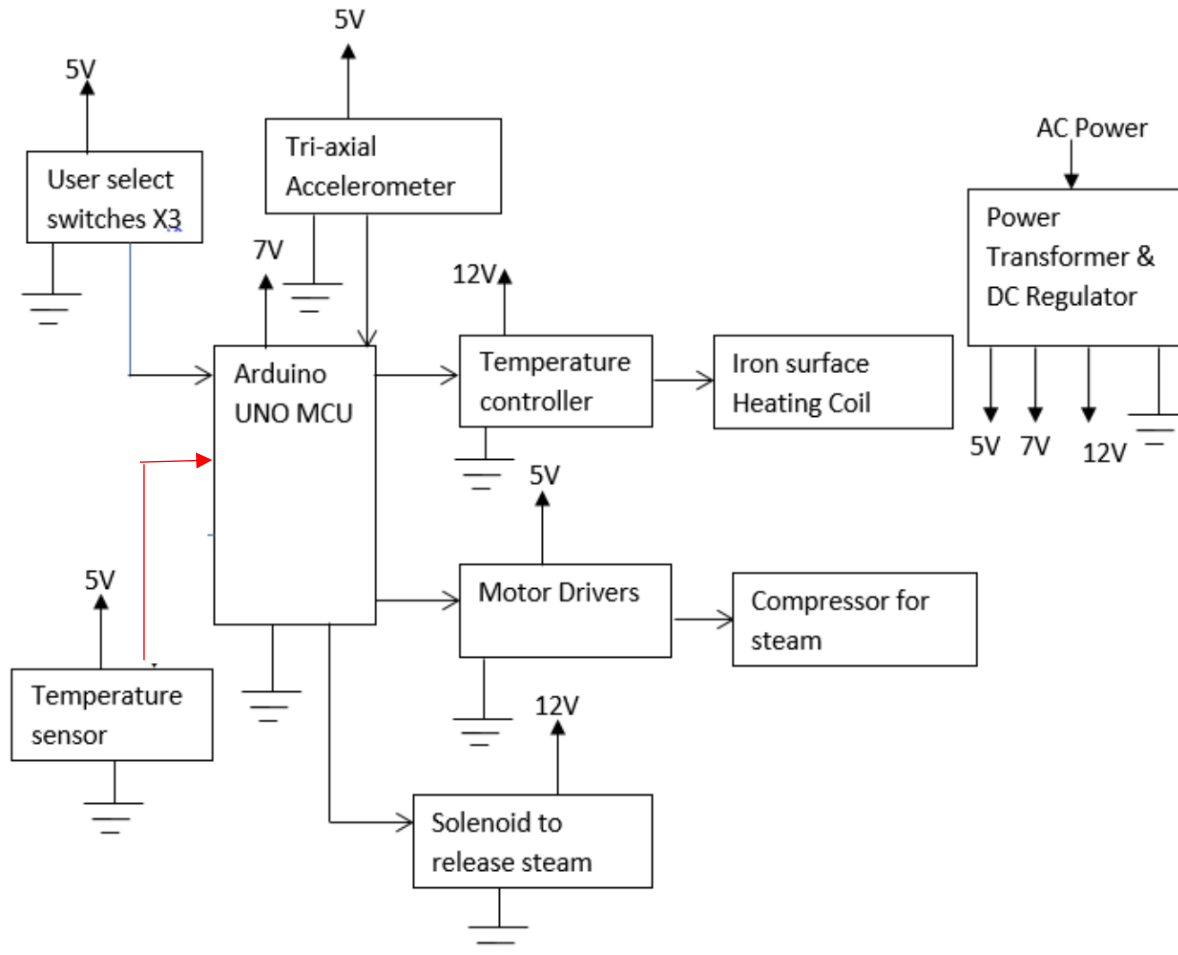 5V
5V
AC Power
Tri-axial
Accelerometer
User select
switches X3
7V
12V
Power
Transformer &
DC Regulator
Arduino
UNO MCU
Temperature
controller
Iron surface
Heating Coil
5V
7V
12V
5V
5V
Motor Drivers
Compressor for
steam
Temperature
sensor
12V
Solenoid to
release steam